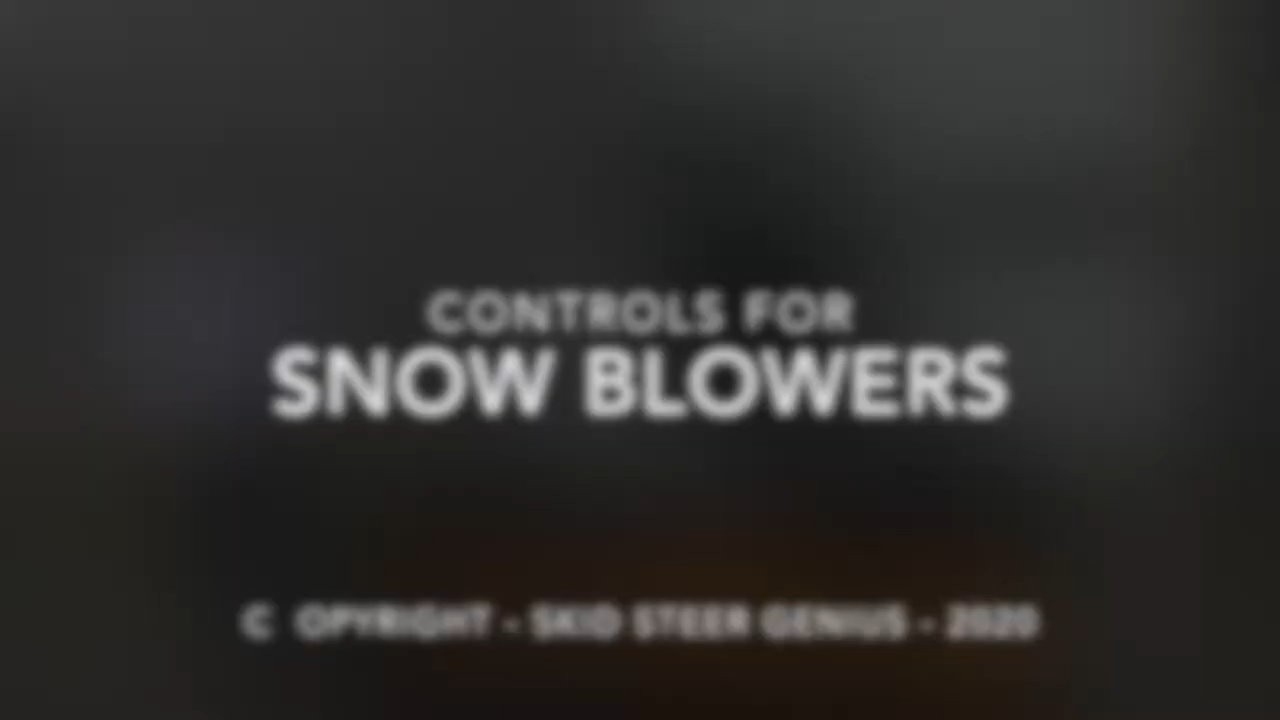 CONTROLS FOR
SNOW BLOWERS
C OPYRIGHT - SKID STEER GENIUS - 2020